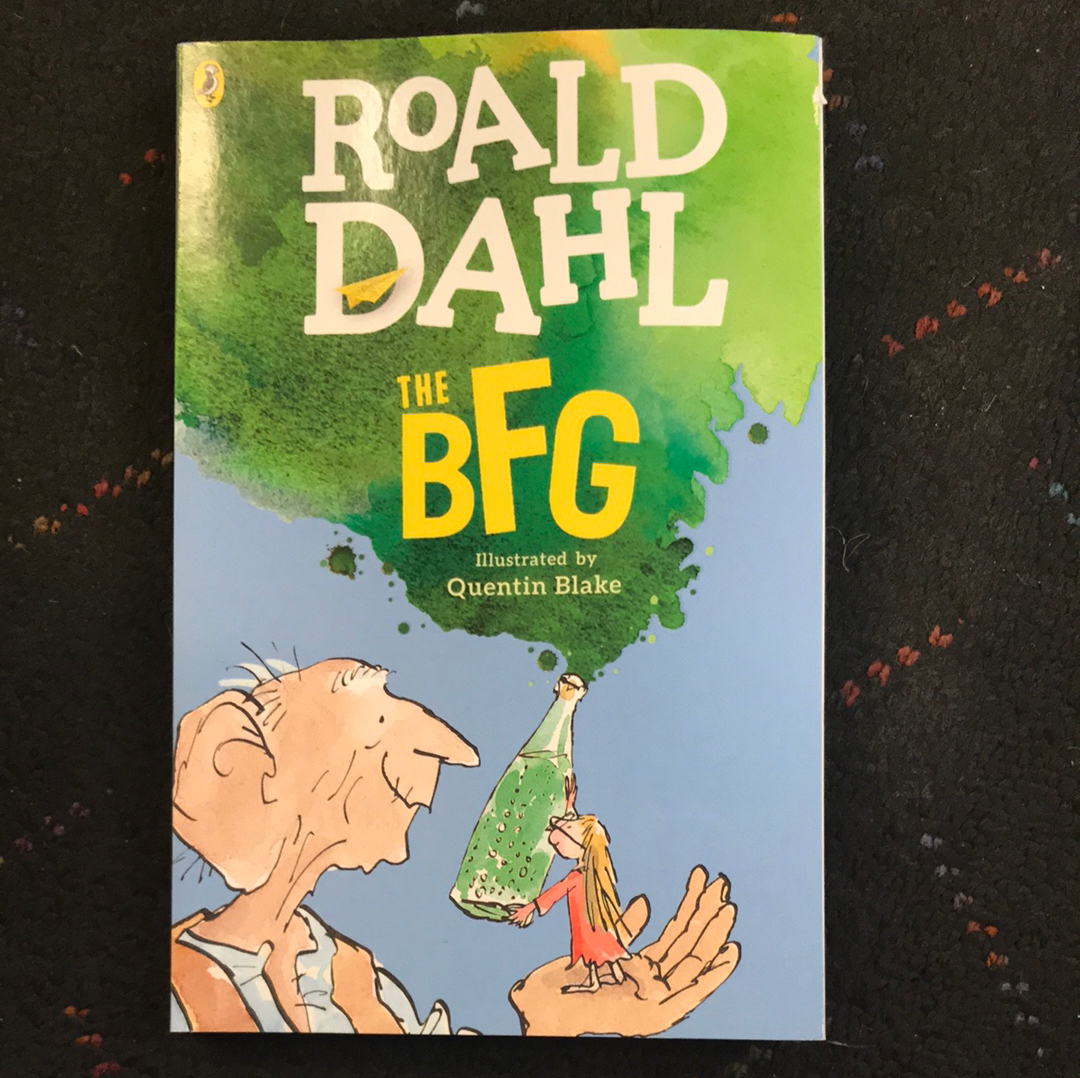 ROALD
DAHL
THE
BFG
Illustrated by
Quentin Blake